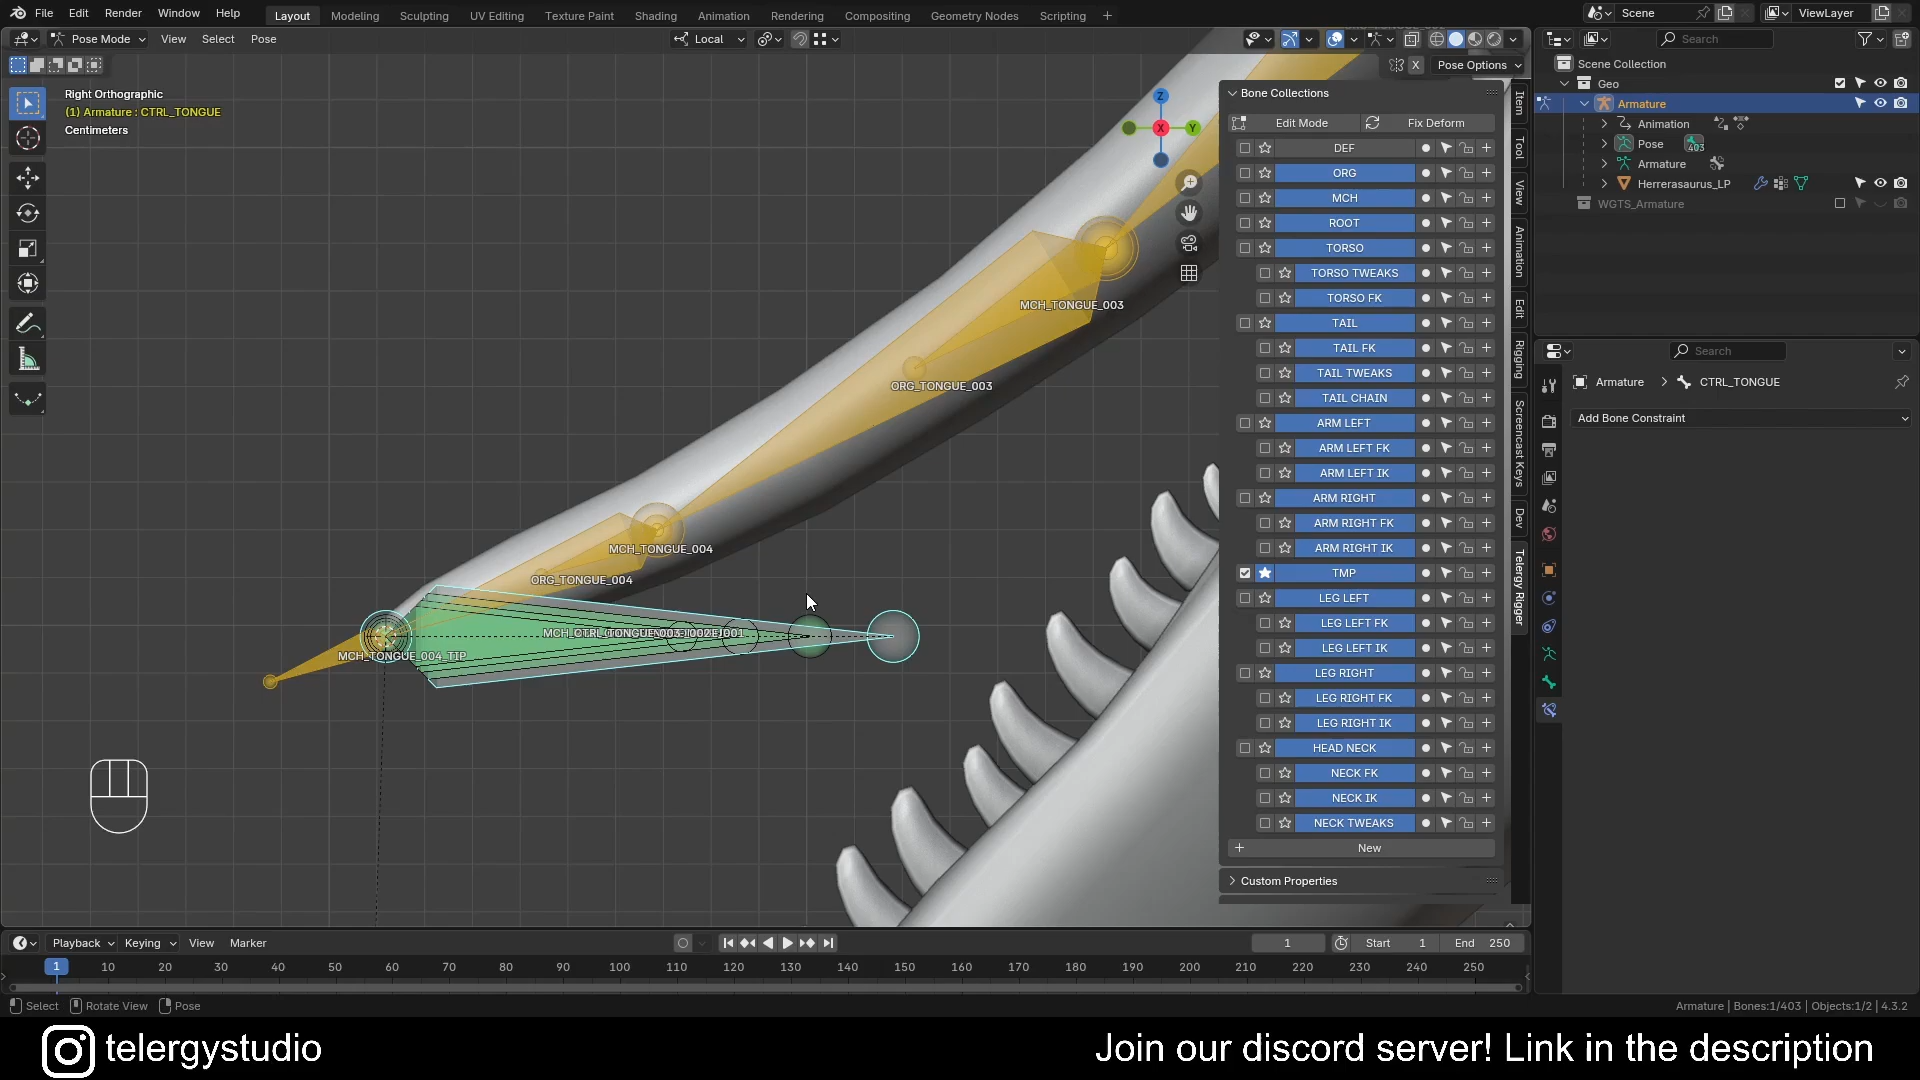 File Edit Render Window Help Layout Modeling Sculpting UV Editing Texture Paint Shading Animation Rendering Compositing Geometry Nodes Scripting + Scene ViewLayer
Pose Mode View Select Pose Local Search
X Pose Options
Right Orthographic
(1) Armature : CTRL_TONGUE
Centimeters
Z
X
Y
MCH_TONGUE_003
ORG_TONGUE_003
MCH_TONGUE_004
ORG_TONGUE_004
MCH_TONGUE_004_TIP
Bone Collections
Edit Mode Fix Deform
DEF
ORG
MCH
ROOT
TORSO
TORSO TWEAKS
TORSO FK
TAIL
TAIL FK
TAIL TWEAKS
TAIL CHAIN
ARM LEFT
ARM LEFT FK
ARM LEFT IK
ARM RIGHT
ARM RIGHT FK
ARM RIGHT IK
TMP
LEG LEFT
LEG LEFT FK
LEG LEFT IK
LEG RIGHT
LEG RIGHT FK
LEG RIGHT IK
HEAD NECK
NECK FK
NECK IK
NECK TWEAKS
New
Custom Properties
Item
Tool
View
Animation
Edit
Rigging
Screencast Keys
Dev
Telergy Rigger
Scene Collection
Geo
Armature
Animation
Pose 403
Armature
Herrerasaurus_LP
WGTS_Armature
Search
Armature CTRL_TONGUE
Add Bone Constraint
Playback Keying View Marker 1 Start 1 End 250
1 10 20 30 40 50 60 70 80 90 100 110 120 130 140 150 160 170 180 190 200 210 220 230 240 250
Select Rotate View Pose Armature | Bones:1/403 | Objects:1/2 | 4.3.2
telergystudio Join our discord server! Link in the description